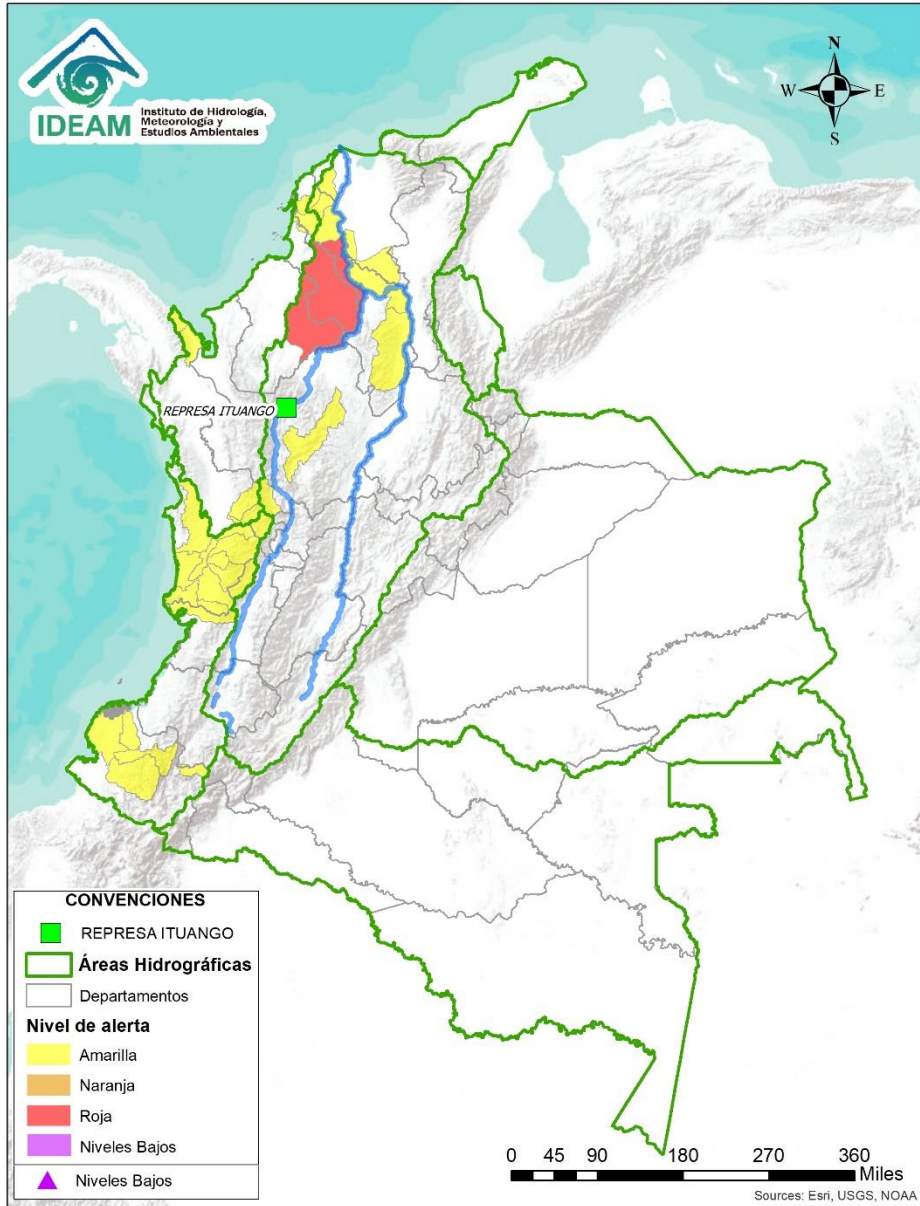 IDEAM
Instituto de Hidrología,
Meteorología y
Estudios Ambientales
N
W
E
S
REPRESA ITUANGO
CONVENCIONES
REPRESA ITUANGO
Áreas Hidrográficas
Departamentos
Nivel de alerta
Amarilla
Naranja
Roja
Niveles Bajos
Niveles Bajos
0 45 90 180 270 360
Miles
Sources: Esri, USGS, NOAA